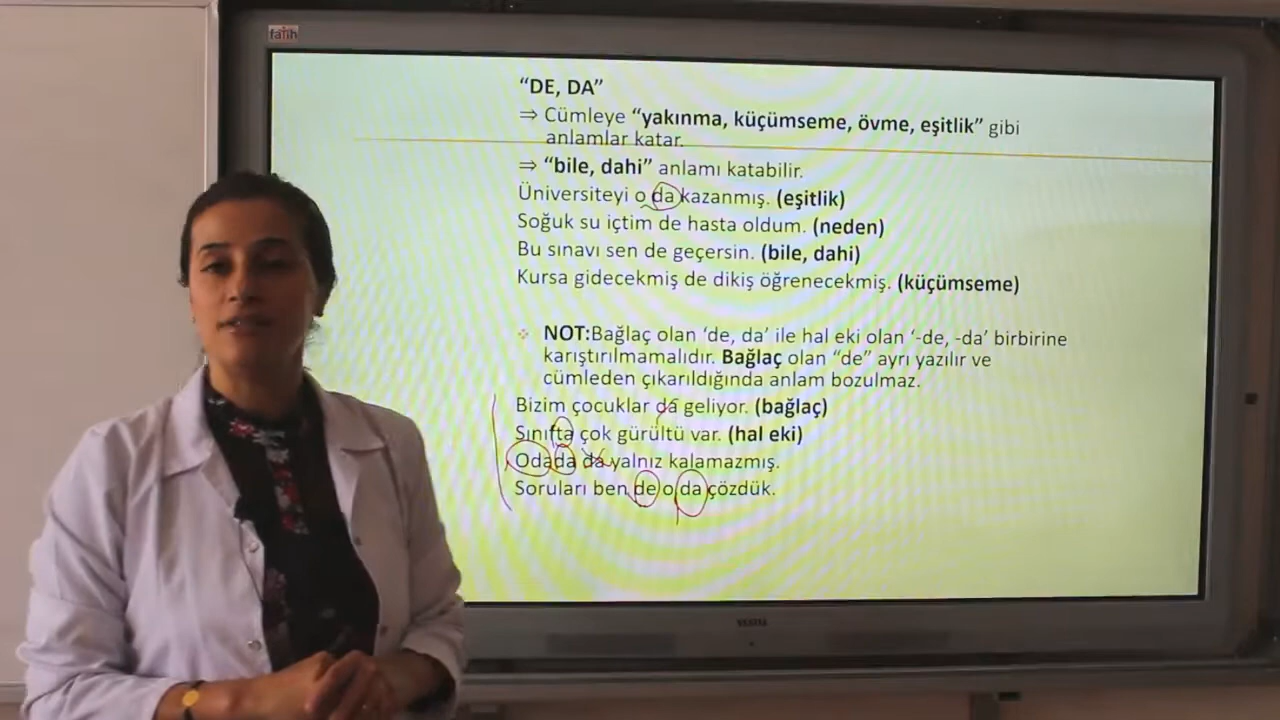 fatih
“DE, DA”
⇒ Cümleye “yakınma, küçümseme, övme, eşitlik” gibi
anlamlar katar.
⇒ “bile, dahi” anlamı katabilir.
Üniversiteyi o da kazanmış. (eşitlik)
Soğuk su içtim de hasta oldum. (neden)
Bu sınavı sen de geçersin. (bile, dahi)
Kursa gidecekmiş de dikiş öğrenecekmiş. (küçümseme)
NOT:Bağlaç olan ‘de, da’ ile hal eki olan ‘-de, -da’ birbirine
karıştırılmamalıdır. Bağlaç olan “de” ayrı yazılır ve
cümleden çıkarıldığında anlam bozulmaz.
Bizim çocuklar da geliyor. (bağlaç)
Sınıfta çok gürültü var. (hal eki)
Odada da yalnız kalamazmış.
Soruları ben de o da çözdük.
VESTEL